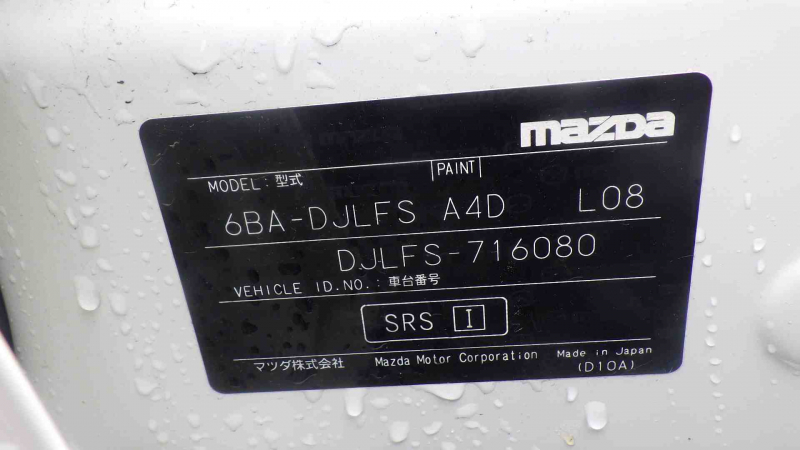 mazda
MODEL : 型式 PAINT
6BA-DJLFS A4D L08
DJLFS-716080
VEHICLE ID.NO. : 車台番号
SRS I
マツダ株式会社 Mazda Motor Corporation Made in Japan
(D10A)